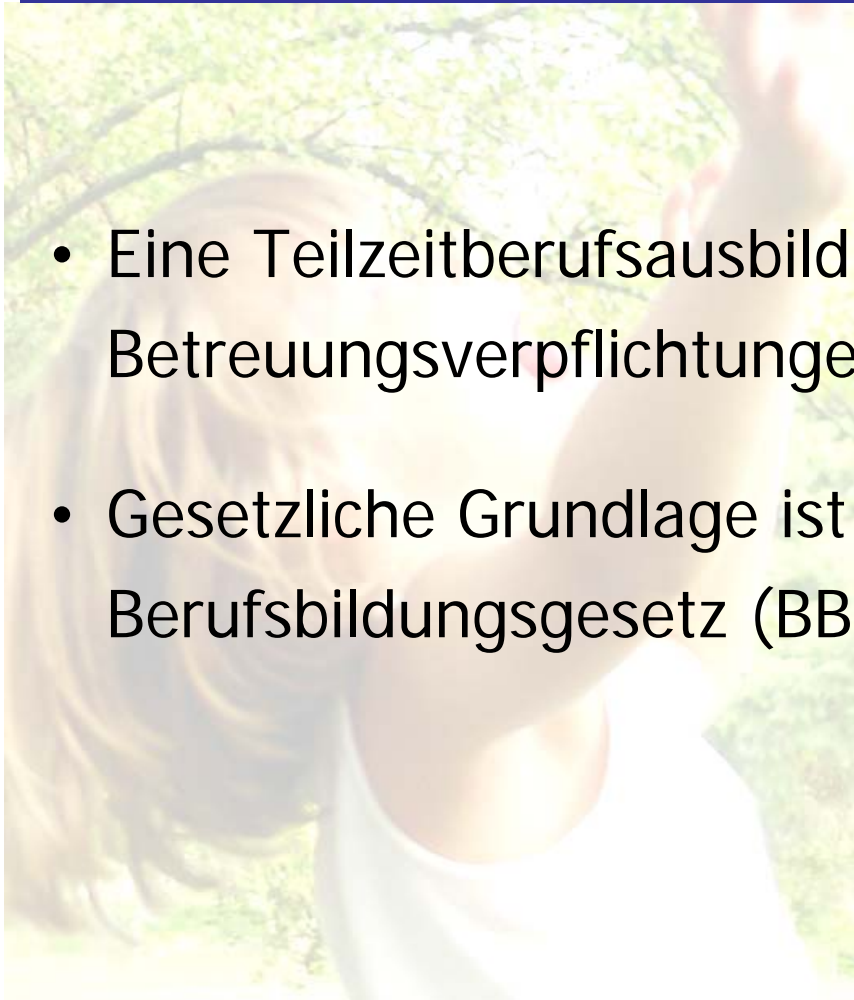 • Eine Teilzeitberufsausbild
Betreuungsverpflichtunge
• Gesetzliche Grundlage ist
Berufsbildungsgesetz (BB